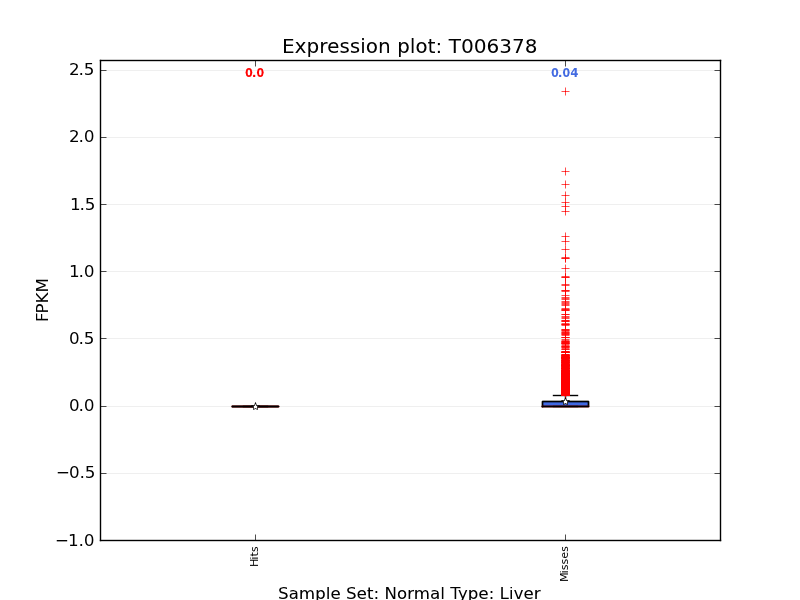 Expression plot: T006378
0.0 0.04
2.5
2.0
1.5
1.0
0.5
0.0
−0.5
−1.0
FPKM
Hits
Misses
Sample Set: Normal Type: Liver